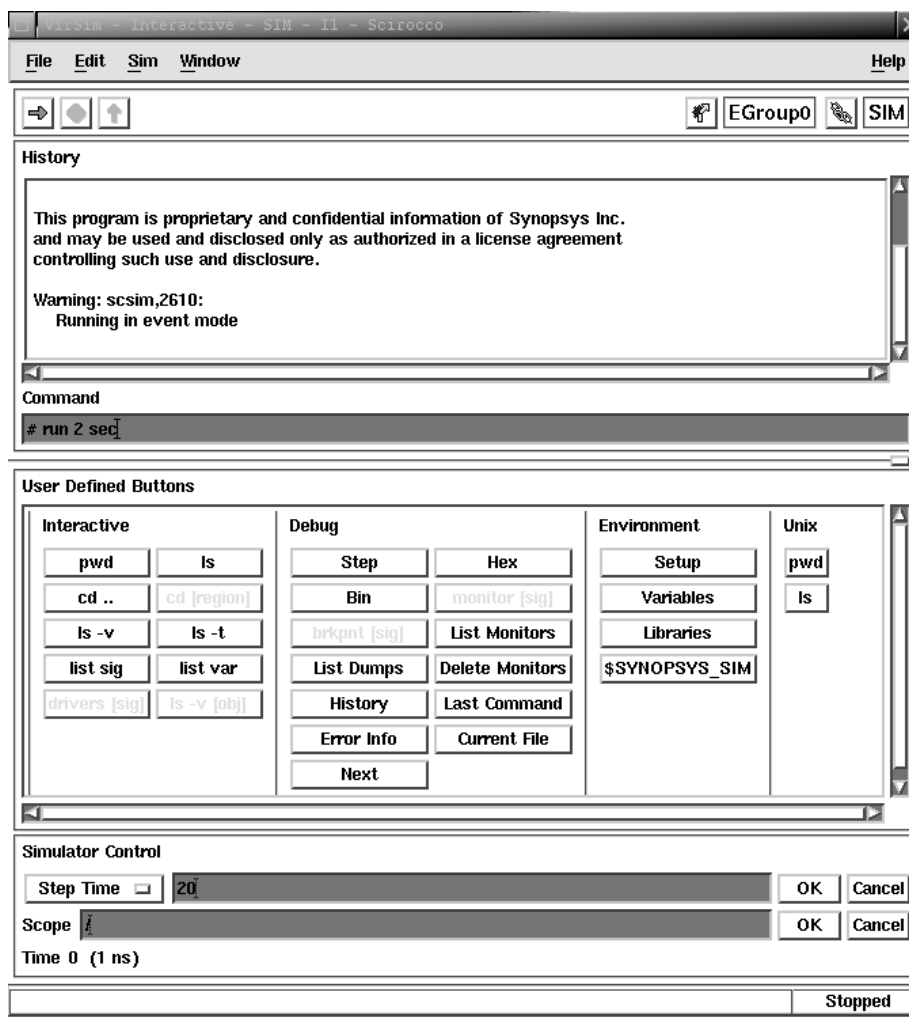 VirSim - Interactive - SIM - I1 - Scirocco
File Edit Sim Window Help
EGroup0 SIM
History
This program is proprietary and confidential information of Synopsys Inc.
and may be used and disclosed only as authorized in a license agreement
controlling such use and disclosure.
Warning: scsim,2610:
Running in event mode
Command
# run 2 sec
User Defined Buttons
Interactive Debug Environment Unix
pwd ls Step Hex Setup pwd
cd .. cd [region] Bin monitor [sig] Variables ls
ls -v ls -t brkpnt [sig] List Monitors Libraries
list sig list var List Dumps Delete Monitors $SYNOPSYS_SIM
drivers [sig] ls -v [obj] History Last Command
Error Info Current File
Next
Simulator Control
Step Time 20 OK Cancel
Scope / OK Cancel
Time 0 (1 ns)
Stopped